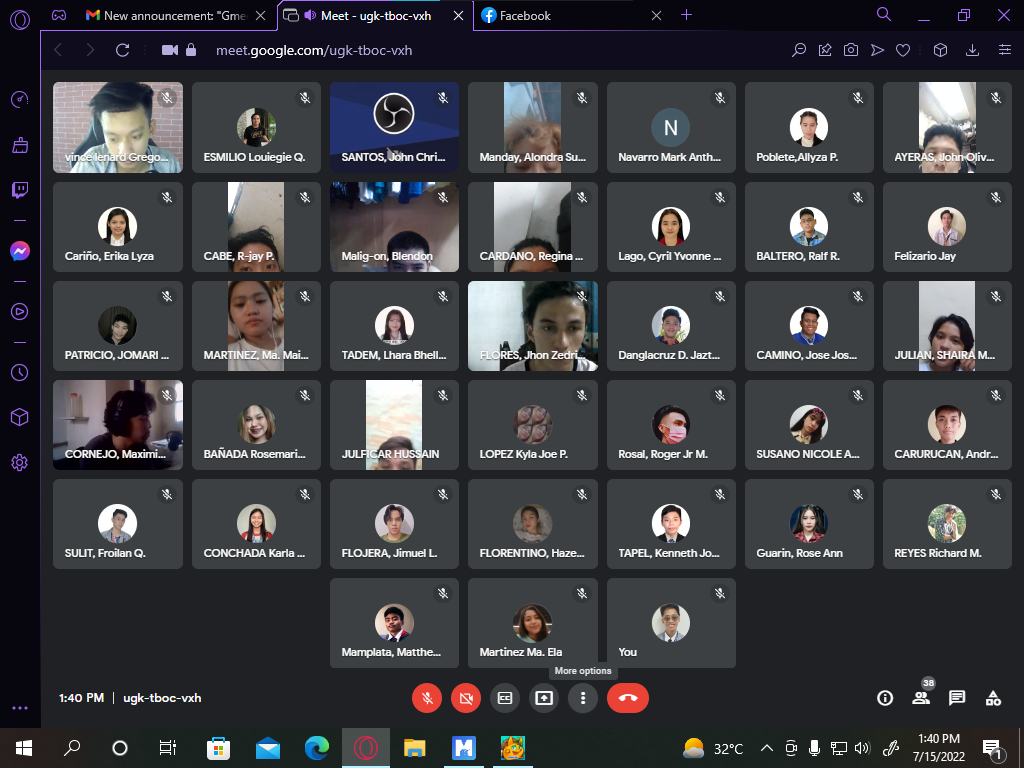 New announcement: "Gme
Meet - ugk-tboc-vxh
Facebook
meet.google.com/ugk-tboc-vxh
vince lenard Grego...
ESMILIO Louiegie Q.
SANTOS, John Chri...
Manday, Alondra Su...
Navarro Mark Anth...
N
Poblete,Allyza P.
AYERAS, John Oliv...
Cariño, Erika Lyza
CABE, R-jay P.
Malig-on, Blendon
CARDANO, Regina ...
Lago, Cyril Yvonne ...
BALTERO, Ralf R.
Felizario Jay
PATRICIO, JOMARI ...
MARTINEZ, Ma. Mai...
TADEM, Lhara Bhell...
FLORES, Jhon Zedri...
Danglacruz D. Jazt...
CAMINO, Jose Jos...
JULIAN, SHAIRA M...
CORNEJO, Maximi...
BAÑADA Rosemari...
JULFICAR HUSSAIN
LOPEZ Kyla Joe P.
Rosal, Roger Jr M.
SUSANO NICOLE A...
CARURUCAN, Andr...
SULIT, Froilan Q.
CONCHADA Karla ...
FLOJERA, Jimuel L.
FLORENTINO, Haze...
TAPEL, Kenneth Jo...
Guarin, Rose Ann
REYES Richard M.
Mamplata, Matthe...
Martinez Ma. Ela
You
More options
1:40 PM | ugk-tboc-vxh
38
32°C
1:40 PM
7/15/2022
1